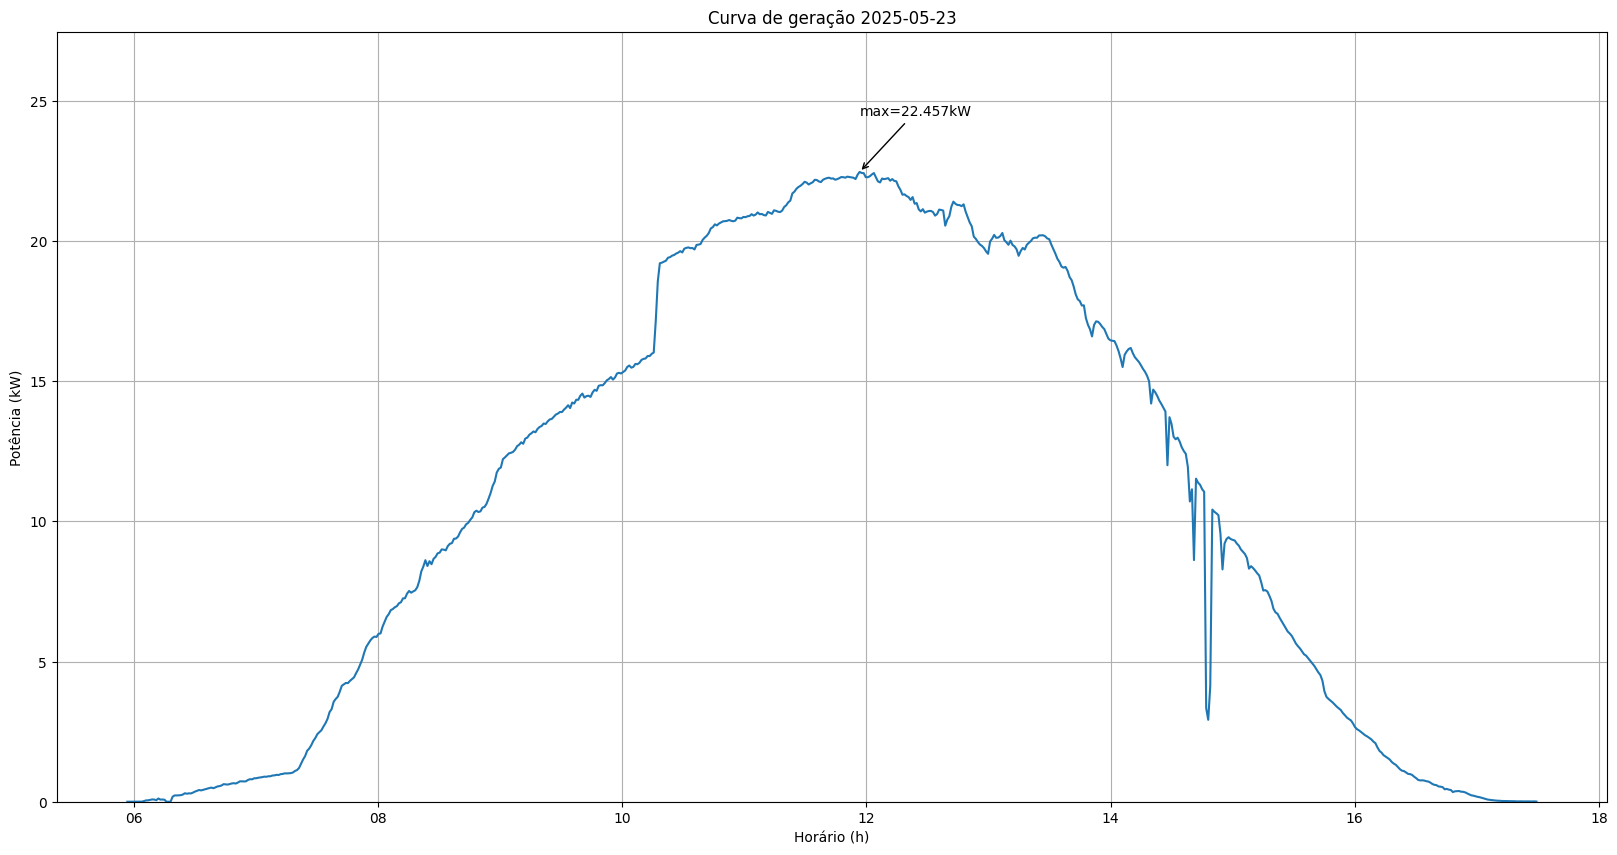 Curva de geração 2025-05-23
25
max=22.457kW
20
15
Potência (kW)
10
5
0
06 08 10 12 14 16 18
Horário (h)